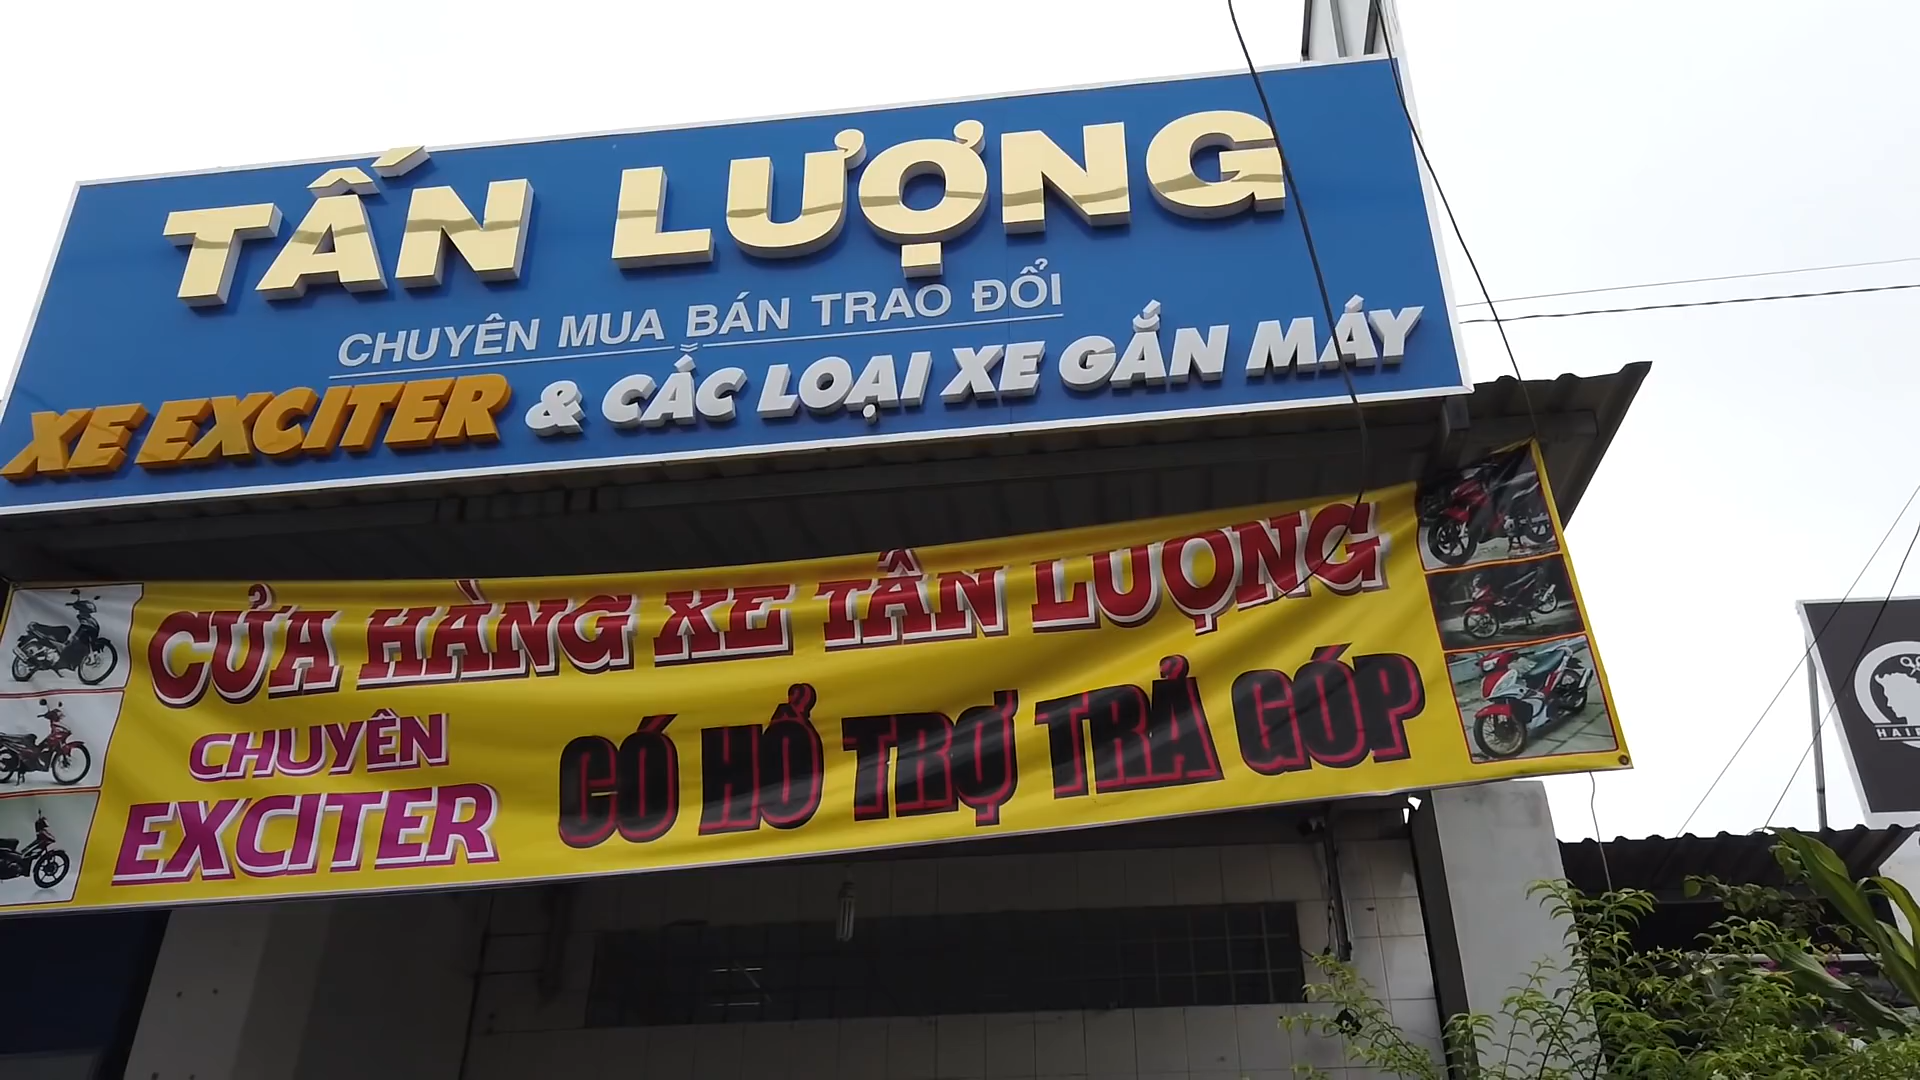 TẤN LƯỢNG
CHUYÊN MUA BÁN TRAO ĐỔI
XE EXCITER & CÁC LOẠI XE GẮN MÁY
CỬA HÀNG XE TẤN LƯỢNG
CHUYÊN
EXCITER
CÓ HỔ TRỢ TRẢ GÓP